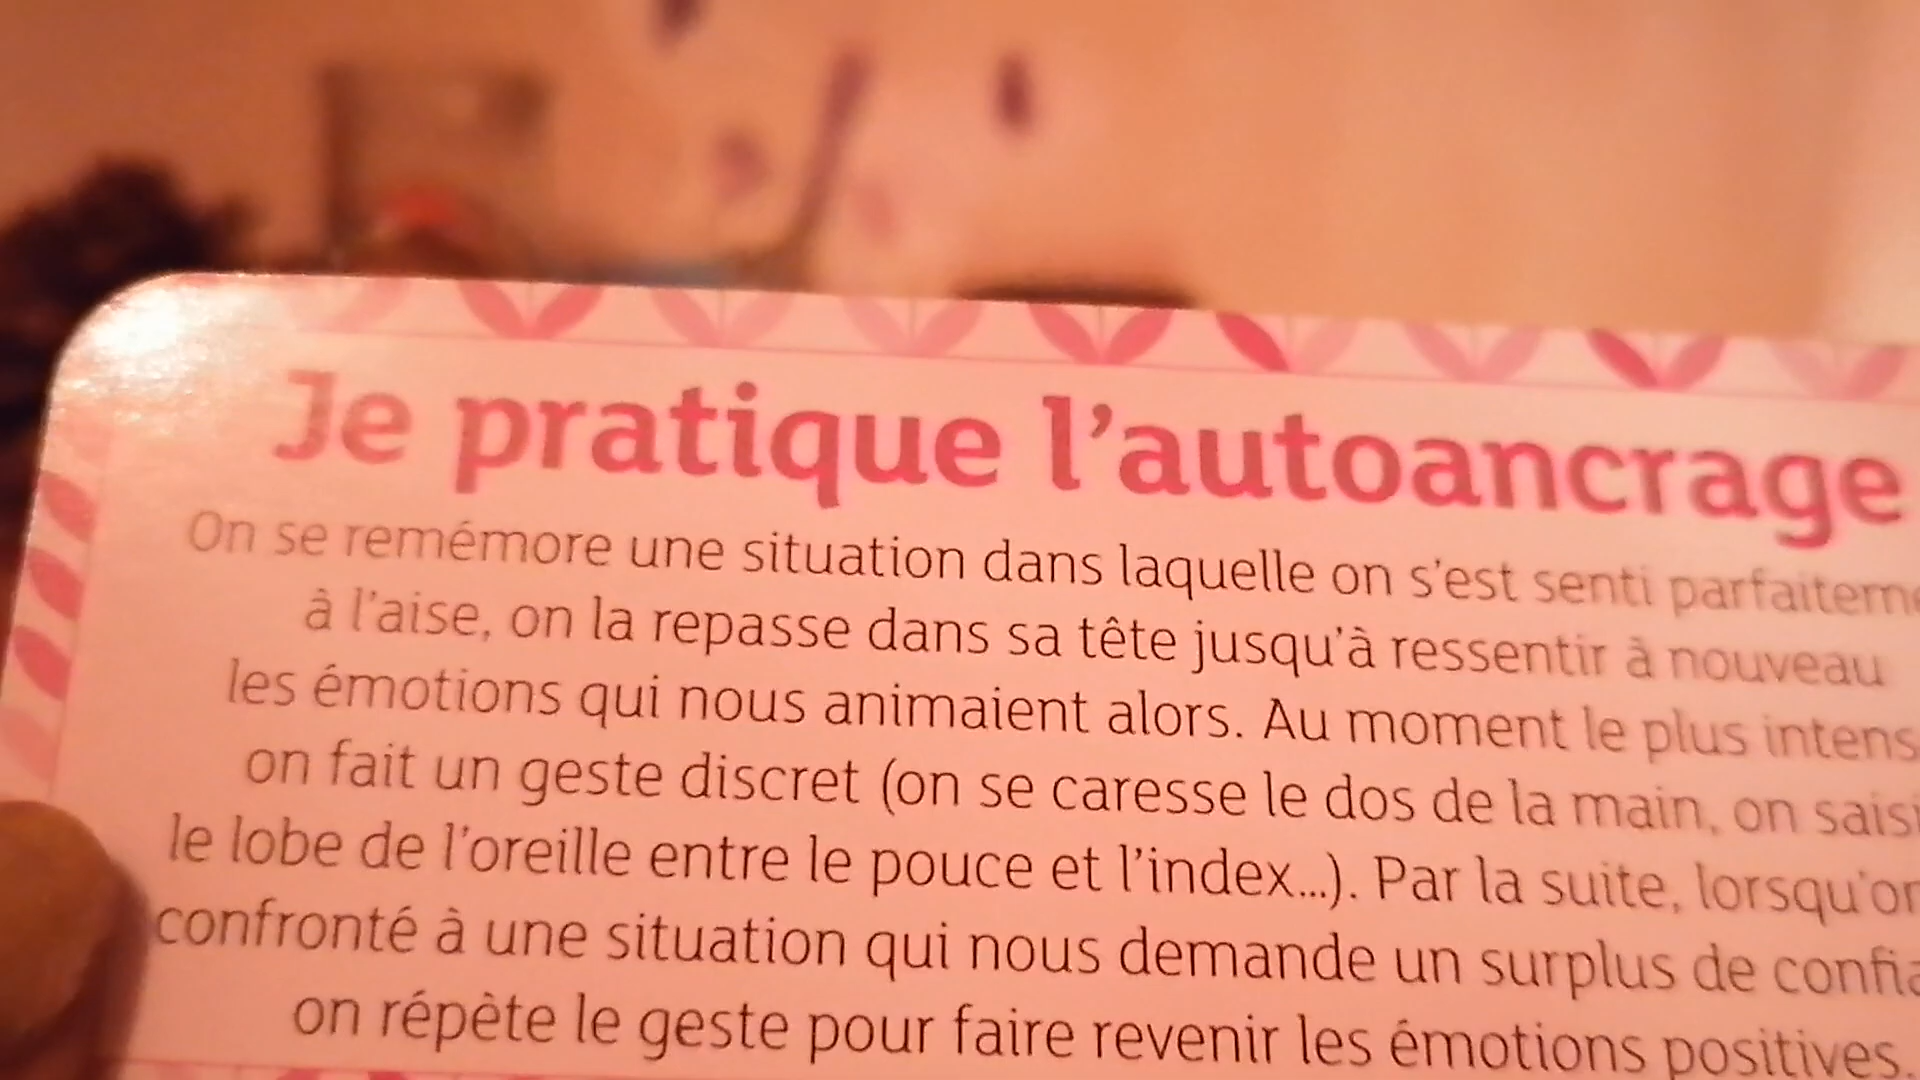 Je pratique l'autoancrage
On se remémore une situation dans laquelle on s'est senti
à l'aise, on la repasse dans sa tête jusqu'à ressentir à nouveau
les émotions qui nous animaient alors. Au moment le plus
on fait un geste discret (on se caresse le dos de la main, on
le lobe de l'oreille entre le pouce et l'index...). Par la suite,
confronté à une situation qui nous demande un surplus de
on répète le geste pour faire revenir les émotions positives.